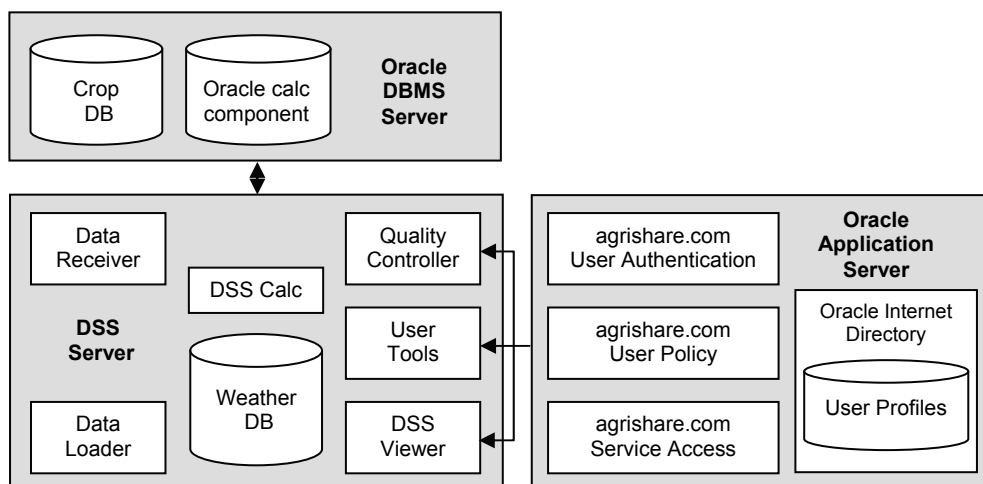 Crop
DB
Oracle calc
component
Oracle
DBMS
Server
Data
Receiver
DSS Calc
Quality
Controller
DSS
Server
Weather
DB
User
Tools
Data
Loader
DSS
Viewer
agrishare.com
User Authentication
Oracle
Application
Server
agrishare.com
User Policy
Oracle Internet
Directory
User Profiles
agrishare.com
Service Access